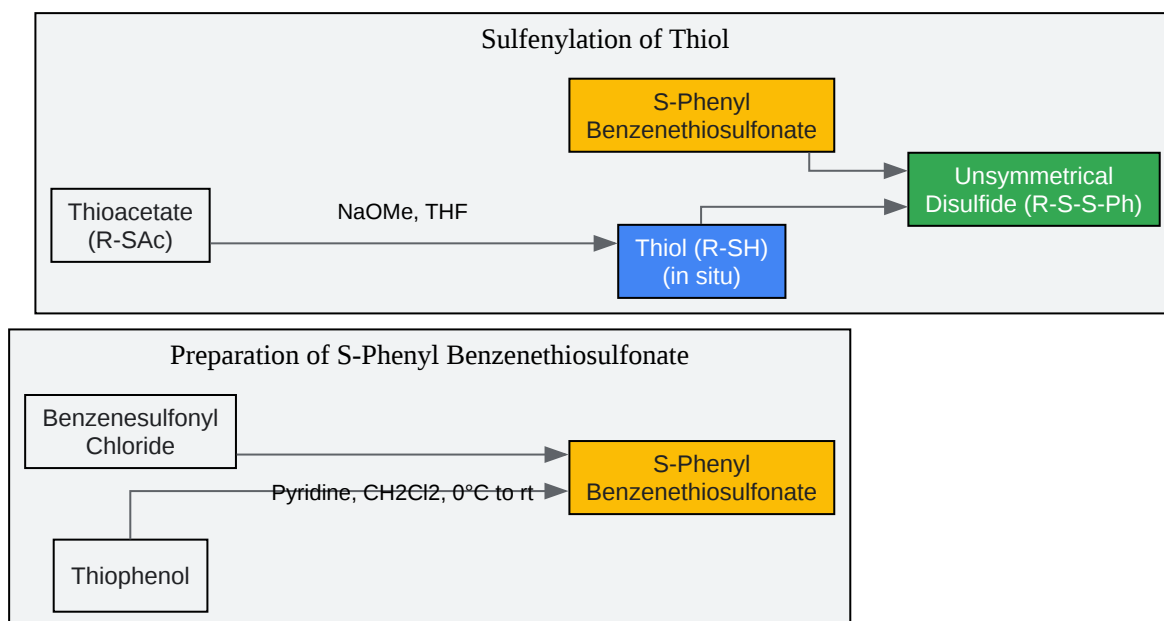 Sulfenylation of Thiol
S-Phenyl
Benzenethiosulfonate
Unsymmetrical
Disulfide (R-S-S-Ph)
Thioacetate
(R-SAc)
NaOMe, THF
Thiol (R-SH)
(in situ)
Preparation of S-Phenyl Benzenethiosulfonate
Benzenesulfonyl
Chloride
S-Phenyl
Benzenethiosulfonate
Pyridine, CH2Cl2, 0°C to rt
Thiophenol